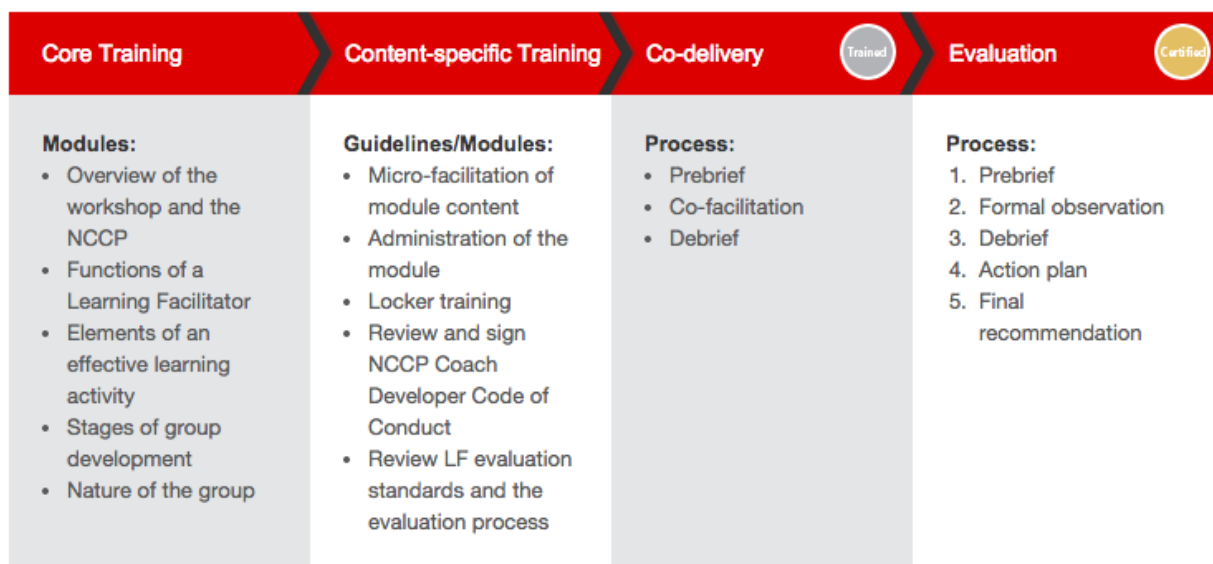 Core Training
Content-specific Training
Co-delivery
Trained
Evaluation
Certified
Modules:
• Overview of the
workshop and the
NCCP
• Functions of a
Learning Facilitator
• Elements of an
effective learning
activity
• Stages of group
development
• Nature of the group
Guidelines/Modules:
• Micro-facilitation of
module content
• Administration of the
module
• Locker training
• Review and sign
NCCP Coach
Developer Code of
Conduct
• Review LF evaluation
standards and the
evaluation process
Process:
• Prebrief
• Co-facilitation
• Debrief
Process:
1. Prebrief
2. Formal observation
3. Debrief
4. Action plan
5. Final
recommendation